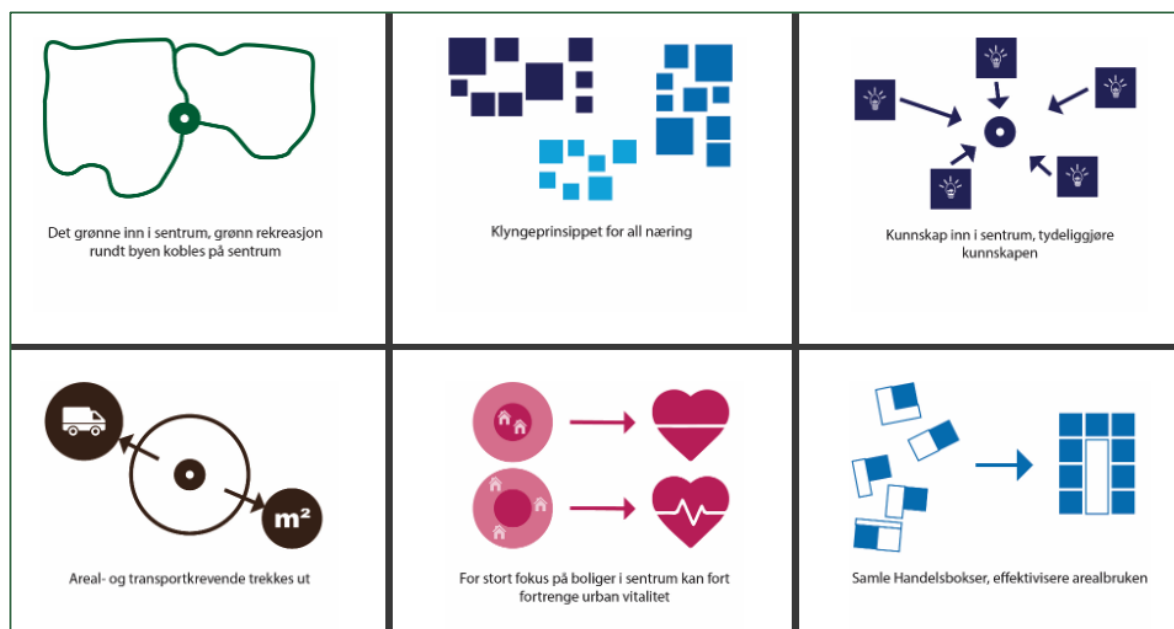 Det grønne inn i sentrum, grønn rekreasjon
rundt byen kobles på sentrum
Klyngeprinsippet for all næring
Kunnskap inn i sentrum, tydeliggjøre
kunnskapen
m²
Areal- og transportkrevende trekkes ut
For stort fokus på boliger i sentrum kan fort
fortrenge urban vitalitet
Samle Handelsbokser, effektivisere arealbruken